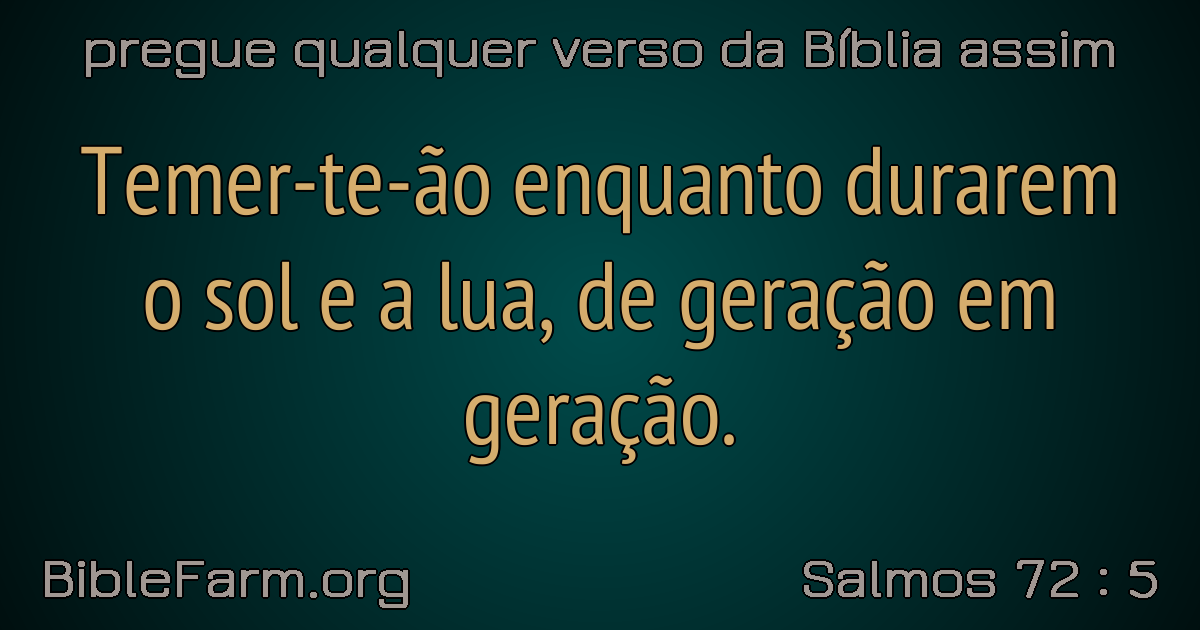 pregue qualquer verso da Bíblia assim
Temer-te-ão enquanto durarem
o sol e a lua, de geração em
geração.
BibleFarm.org
Salmos 72 : 5